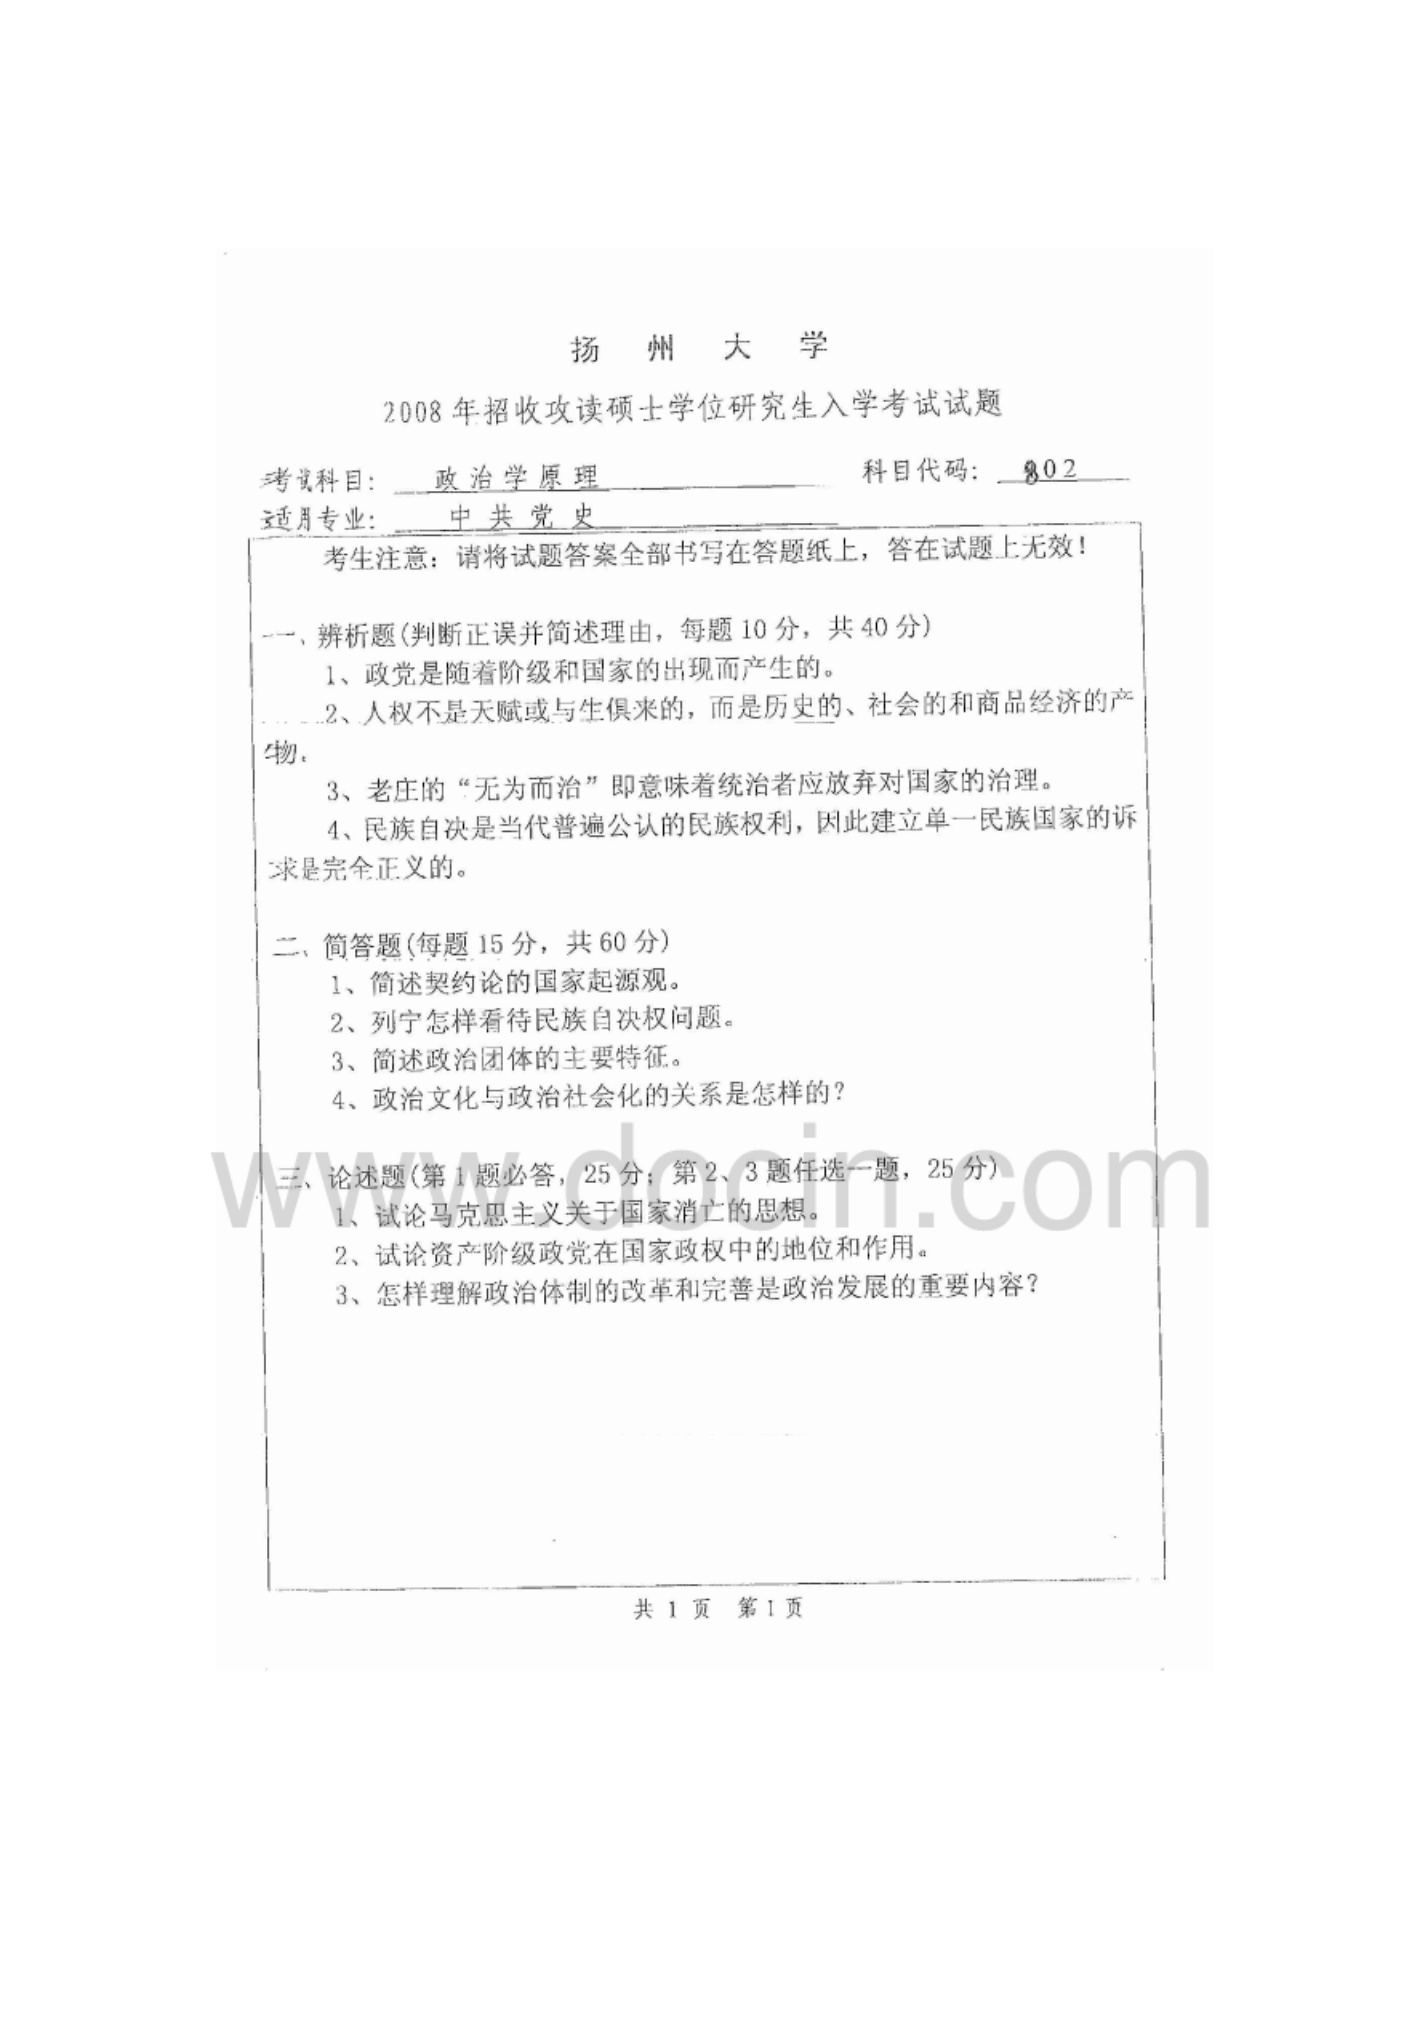 扬州大学
2008年招收攻读硕士学位研究生入学考试试题
考试科目: 政治学原理 科目代码: 802
适用专业: 中共党史
考生注意: 请将试题答案全部书写在答题纸上, 答在试题上无效!
一、辨析题(判断正误并简述理由, 每题10分, 共40分)
1、政党是随着阶级和国家的出现而产生的。
2、人权不是天赋或与生俱来的, 而是历史的、社会的和商品经济的产
物。
3、老庄的“无为而治”即意味着统治者应放弃对国家的治理。
4、民族自决是当代普遍公认的民族权利, 因此建立单一民族国家的诉
求是完全正义的。
二、简答题(每题15分, 共60分)
1、简述契约论的国家起源观。
2、列宁怎样看待民族自决权问题。
3、简述政治团体的主要特征。
4、政治文化与政治社会化的关系是怎样的?
www.docin.com
三、论述题(第1题必答, 25分; 第2、3题任选一题, 25分)
1、试论马克思主义关于国家消亡的思想。
2、试论资产阶级政党在国家政权中的地位和作用。
3、怎样理解政治体制的改革和完善是政治发展的重要内容?
共1页 第1页